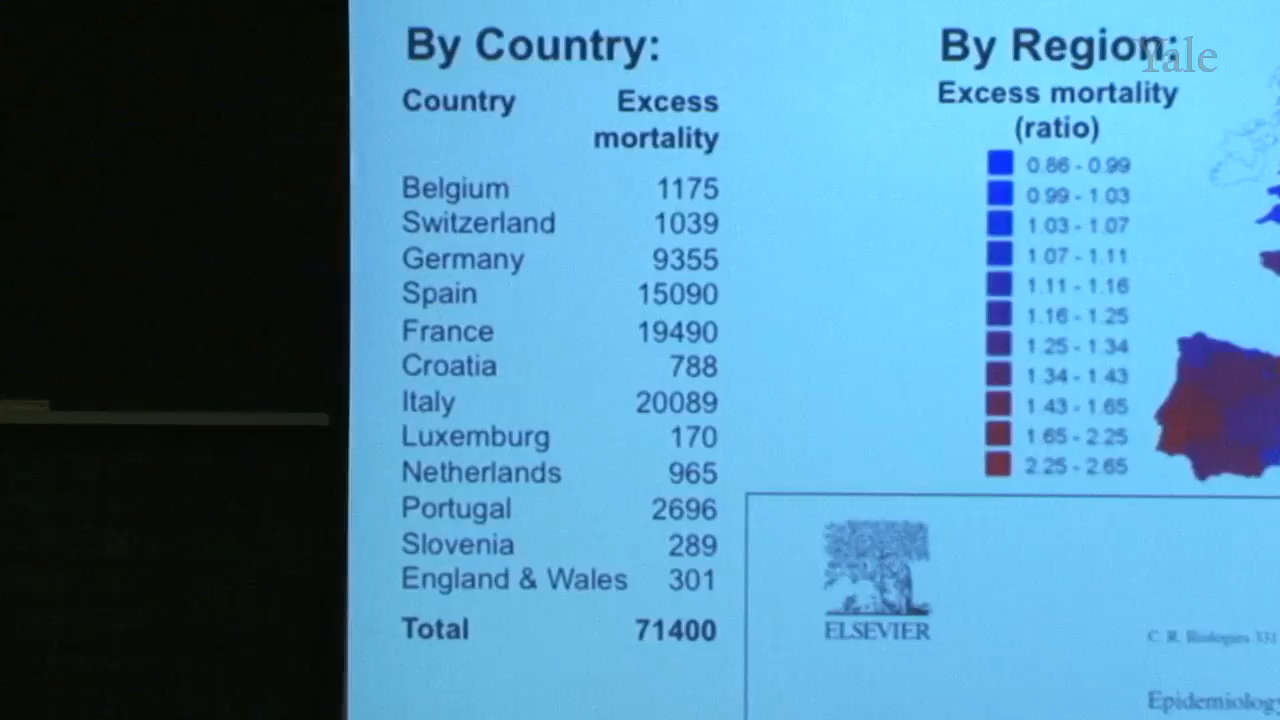 By Country:
Country Excess mortality
Belgium 1175
Switzerland 1039
Germany 9355
Spain 15090
France 19490
Croatia 788
Italy 20089
Luxemburg 170
Netherlands 965
Portugal 2696
Slovenia 289
England & Wales 301
Total 71400
By Region:
Yale
Excess mortality
(ratio)
0.86 - 0.99
0.99 - 1.03
1.03 - 1.07
1.07 - 1.11
1.11 - 1.16
1.16 - 1.25
1.25 - 1.34
1.34 - 1.43
1.43 - 1.65
1.65 - 2.25
2.25 - 2.65
ELSEVIER
C. R. Biologies 331
Epidemiology